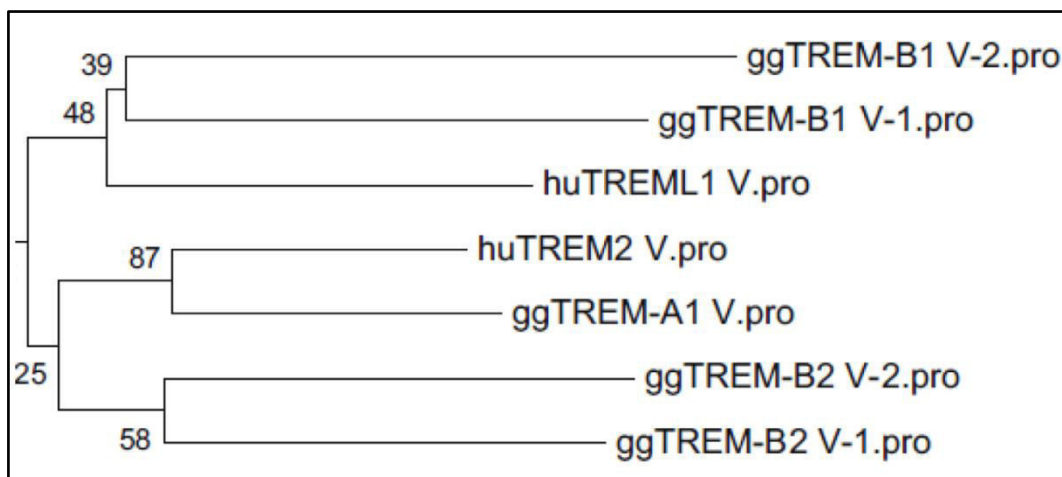 39
ggTREM-B1 V-2.pro
48
ggTREM-B1 V-1.pro
huTREML1 V.pro
87
huTREM2 V.pro
ggTREM-A1 V.pro
25
ggTREM-B2 V-2.pro
58
ggTREM-B2 V-1.pro